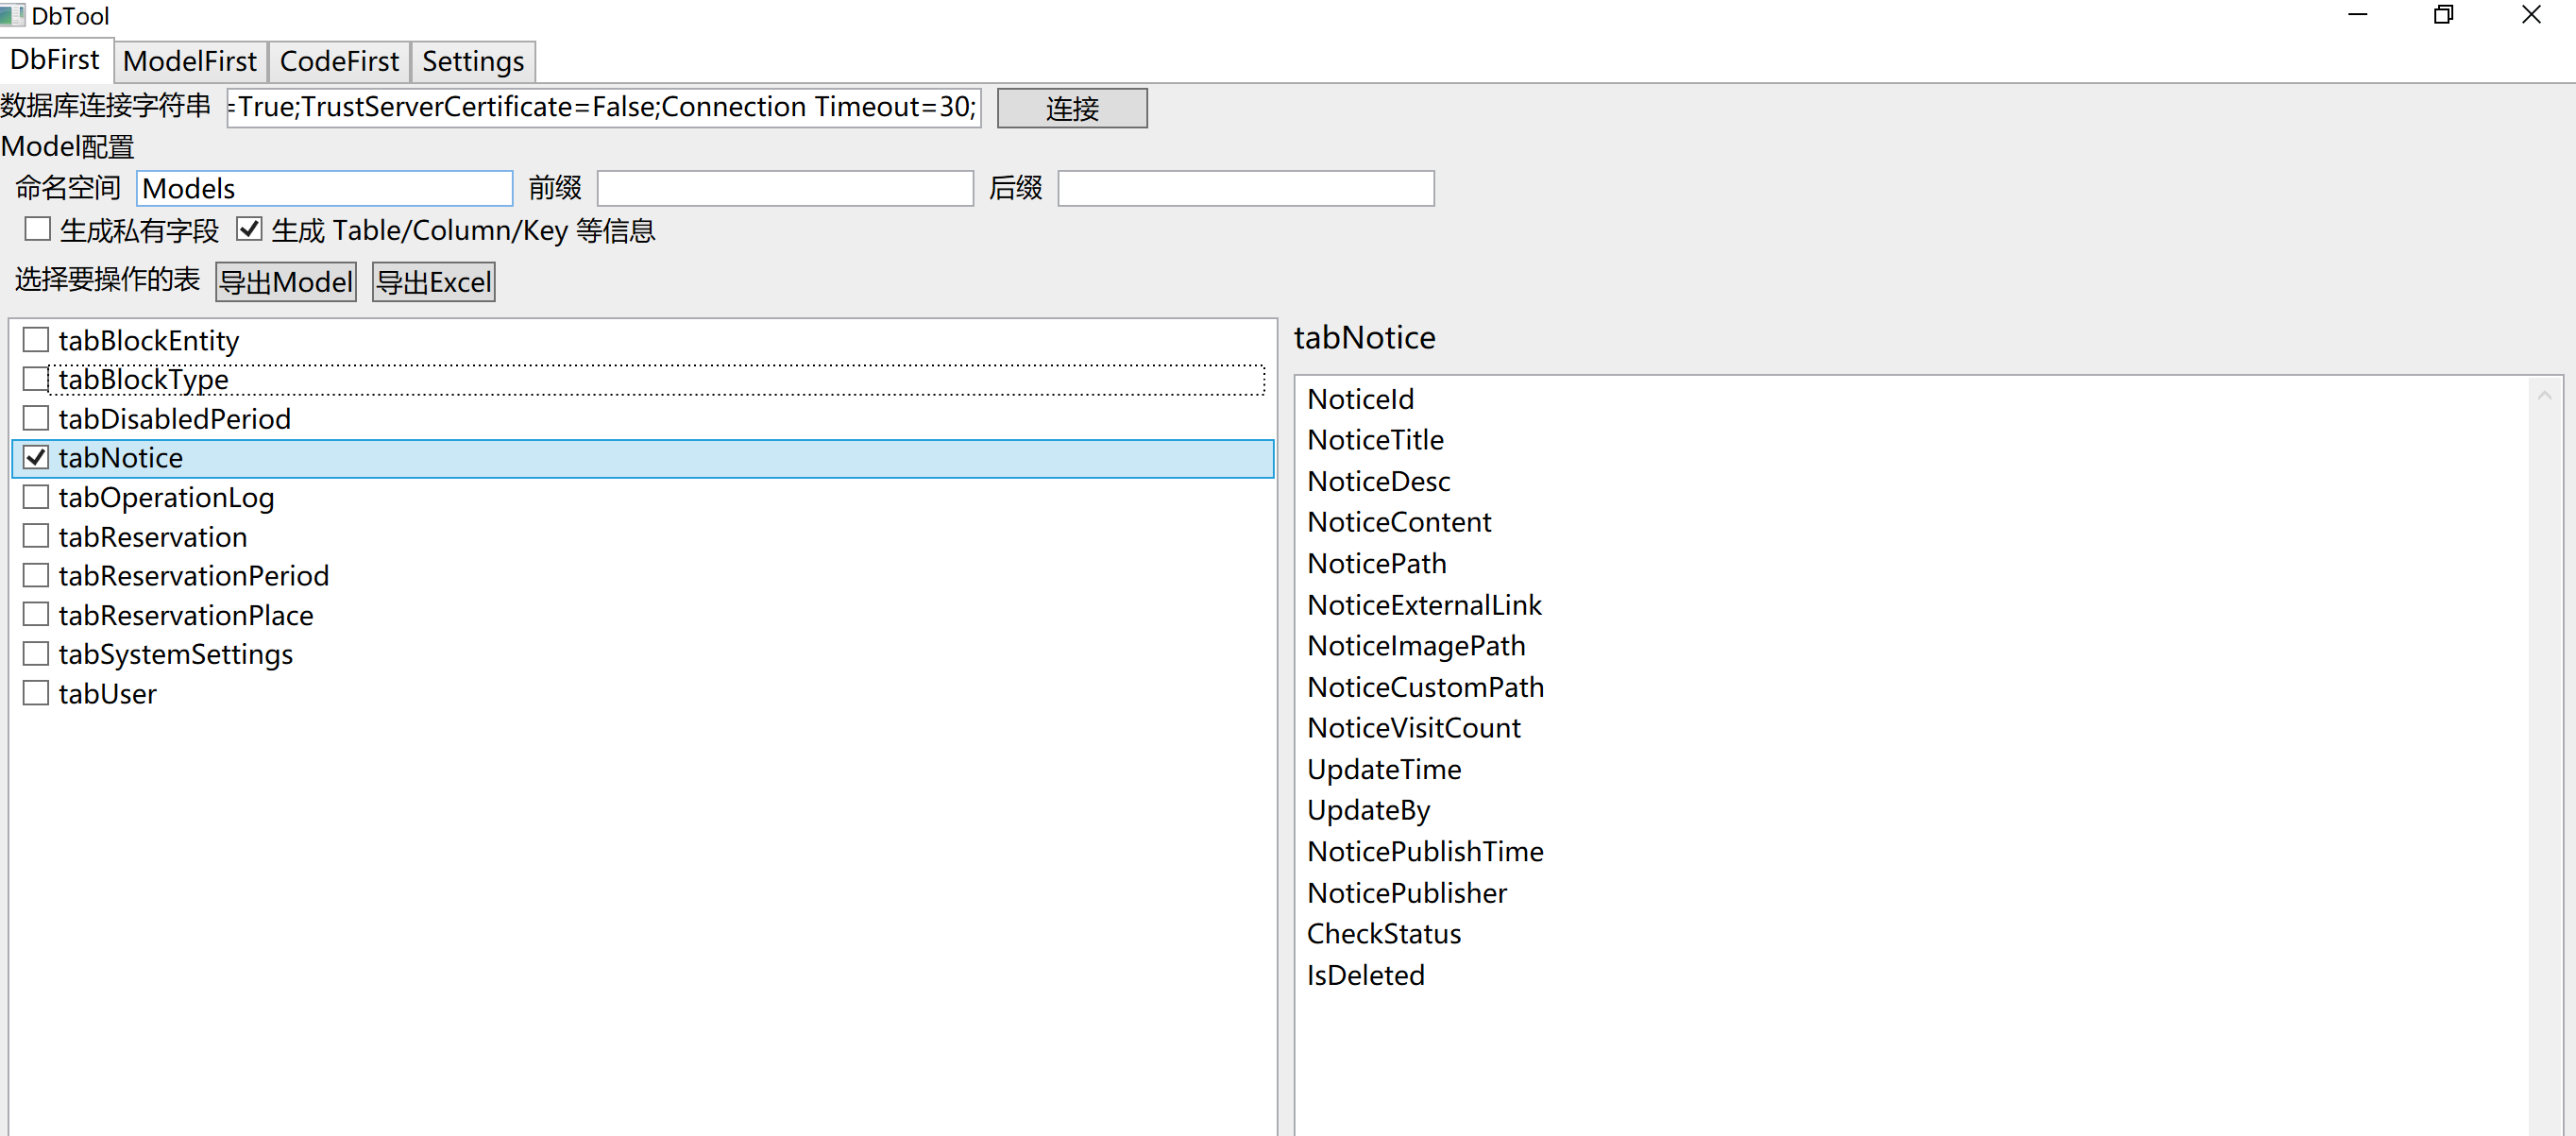 DbTool
DbFirst ModelFirst CodeFirst Settings
数据库连接字符串 =True;TrustServerCertificate=False;Connection Timeout=30; 连接
Model配置
命名空间 Models 前缀 后缀
生成私有字段 生成 Table/Column/Key 等信息
选择要操作的表 导出Model 导出Excel
tabBlockEntity
tabBlockType
tabDisabledPeriod
tabNotice
tabOperationLog
tabReservation
tabReservationPeriod
tabReservationPlace
tabSystemSettings
tabUser
tabNotice
NoticeId
NoticeTitle
NoticeDesc
NoticeContent
NoticePath
NoticeExternalLink
NoticeImagePath
NoticeCustomPath
NoticeVisitCount
UpdateTime
UpdateBy
NoticePublishTime
NoticePublisher
CheckStatus
IsDeleted